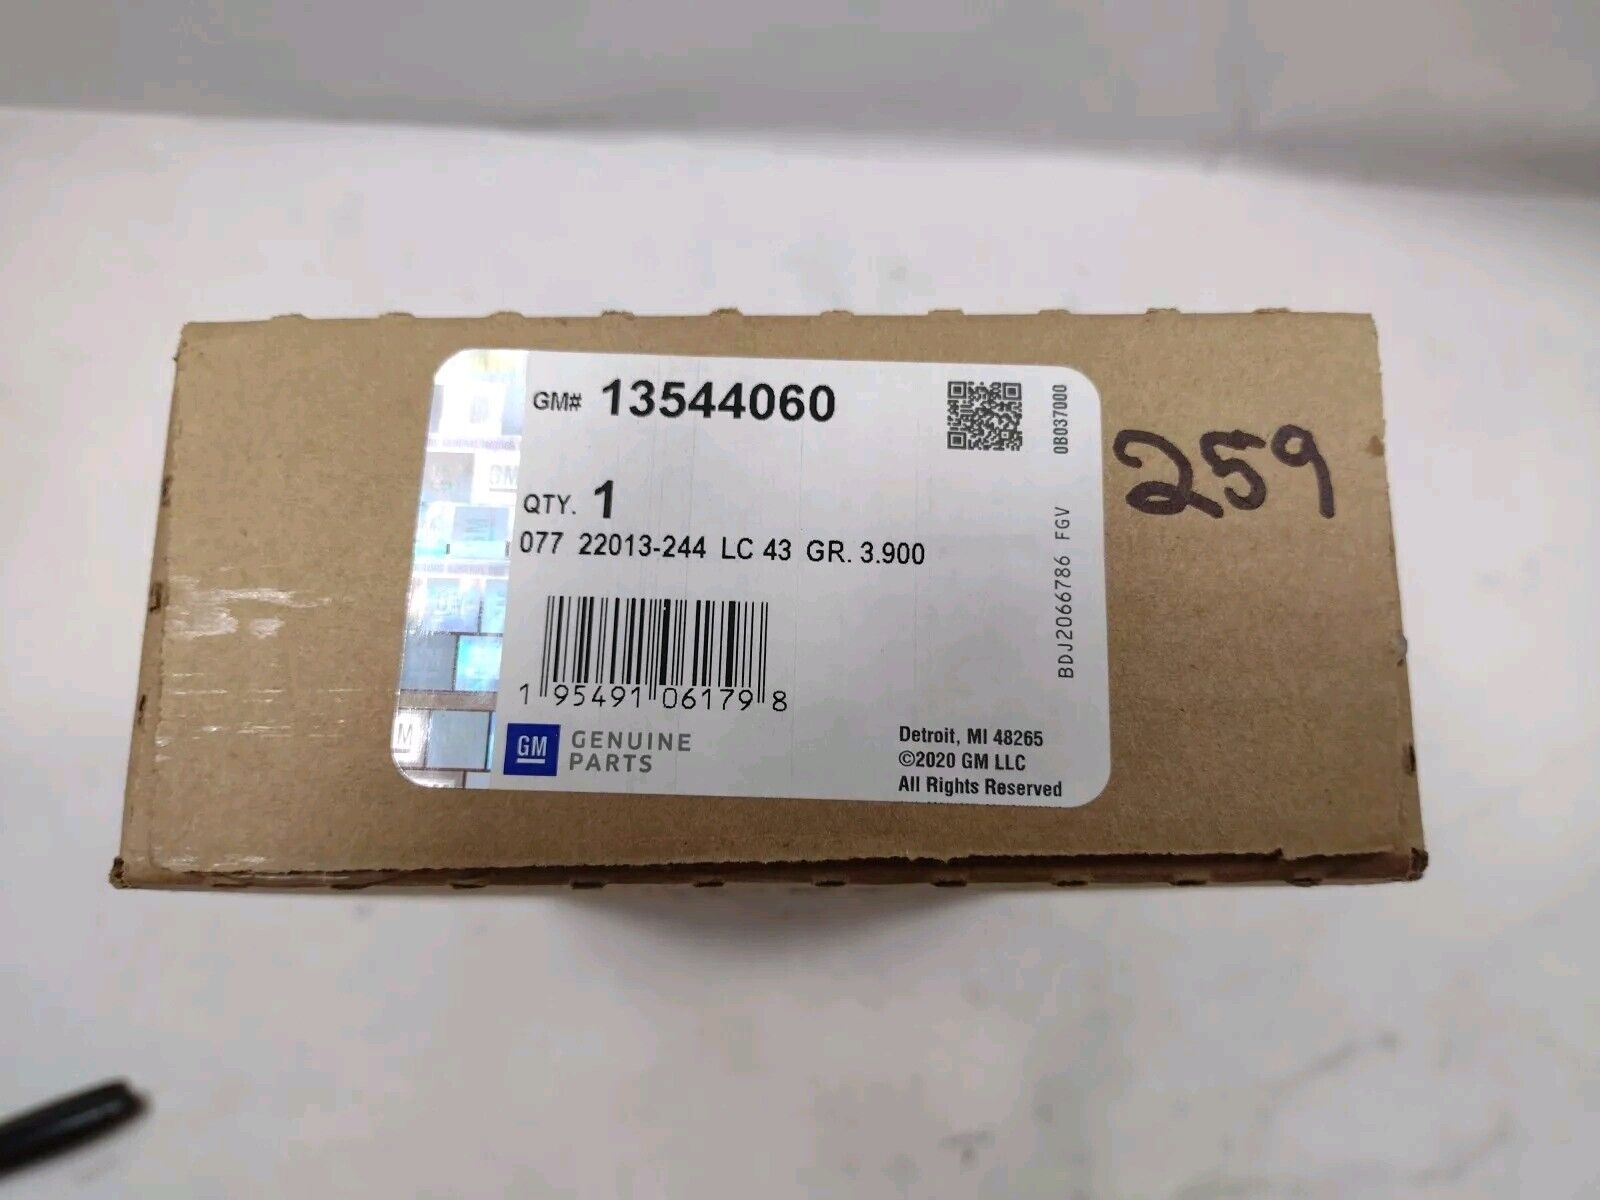 GM# 13544060
0B037000
259
QTY. 1
BDJ2066786 FGV
077 22013-244 LC 43 GR. 3.900
1 95491 06179 8
GM GENUINE
PARTS
Detroit, MI 48265
©2020 GM LLC
All Rights Reserved
GM